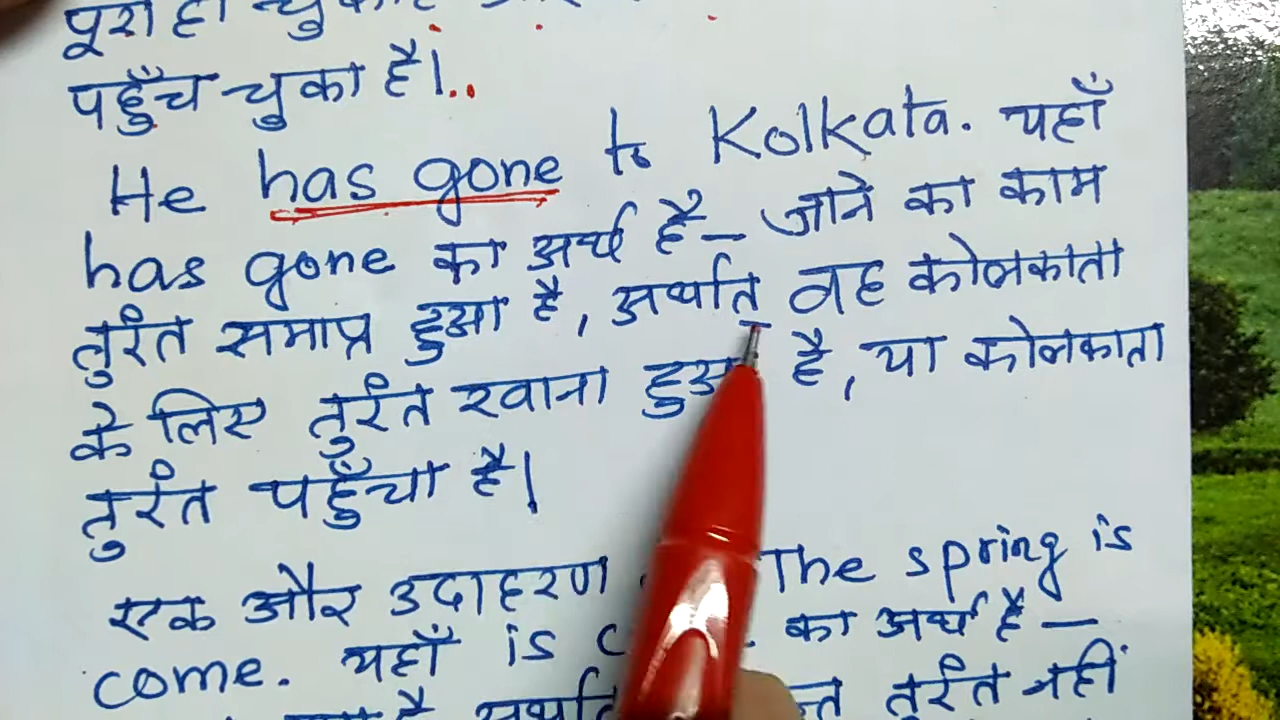 पहुँच चुका है।..
He has gone to Kolkata. यहाँ
has gone का अर्थ है– जाने का काम
तुरंत समाप्त हुआ है, अर्थात् वह कोलकाता
के लिए तुरंत रवाना हुआ है, या कोलकाता
तुरंत पहुँचा है।
एक और उदाहरण The spring is
come. यहाँ is का अर्थ है–
तुरंत नहीं